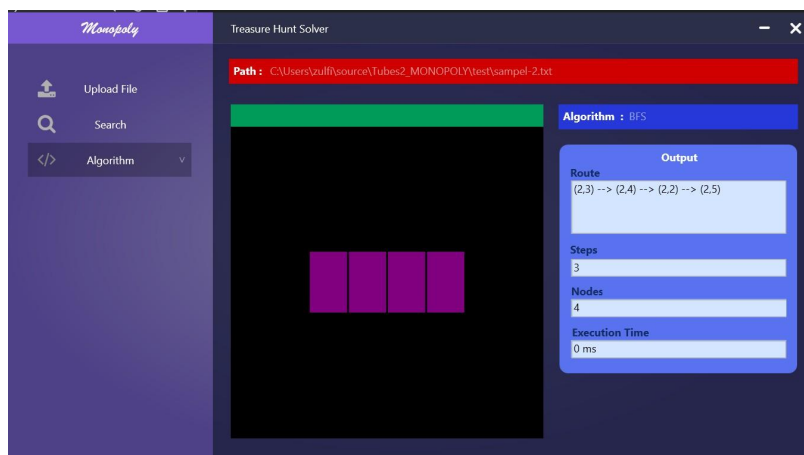 Monopoly
Treasure Hunt Solver
Path : C:\Users\zulfi\source\Tubes2_MONOPOLY\test\sampel-2.txt
Upload File
Search
</> Algorithm v
Algorithm : BFS
Output
Route
(2,3) --> (2,4) --> (2,2) --> (2,5)
Steps
3
Nodes
4
Execution Time
0 ms